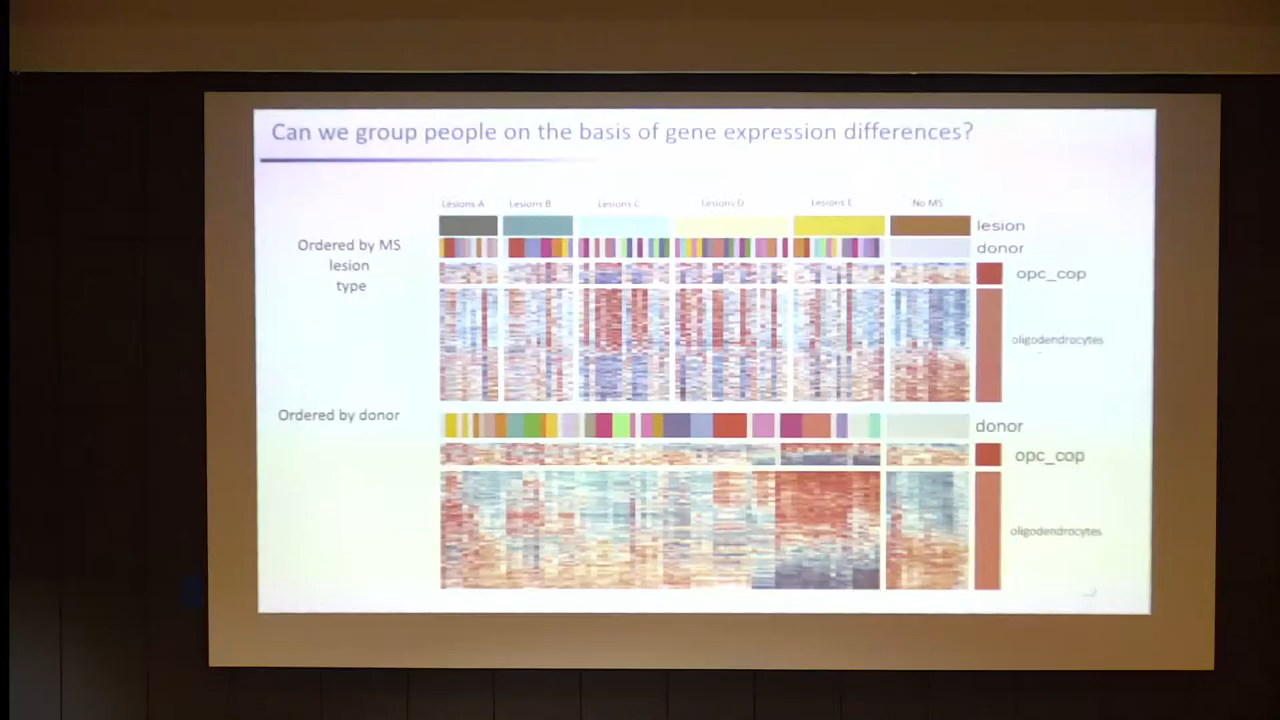 Can we group people on the basis of gene expression differences?
Lesions A
Lesions B
Lesions C
Lesions D
Lesions E
No MS
lesion
Ordered by MS
lesion
type
donor
opc_cop
oligodendrocytes
Ordered by donor
donor
opc_cop
oligodendrocytes